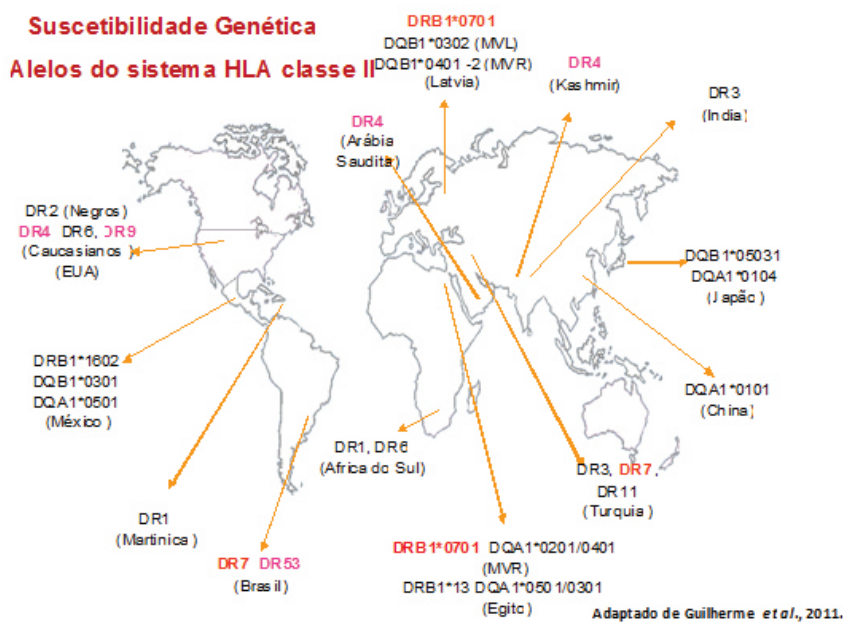 Suscetibilidade Genética
Alelos do sistema HLA classe II
DRB1*0701
DQB1*0302 (MVL)
DQB1*0401 -2 (MVR)
(Latvia)
DR4
(Kashmir)
DR3
(India)
DR4
(Arábia
Saudita)
DR2 (Negros)
DR4 DR6, DR9
(Caucasianos )
(EUA)
DQB1*05031
DQA1*0104
(Japão )
DRB1*1602
DQB1*0301
DQA1*0501
(México )
DQA1*0101
(China)
DR1, DR6
(Africa do Sul)
DR3, DR7 ,
DR11
(Turquia )
DR1
(Martinica)
DR7 DR53
(Brasil)
DRB1*0701 DQA1*0201/0401
(MVR)
DRB1*13 DQA1*0501/0301
(Egito)
Adaptado de Guilherme et al., 2011.